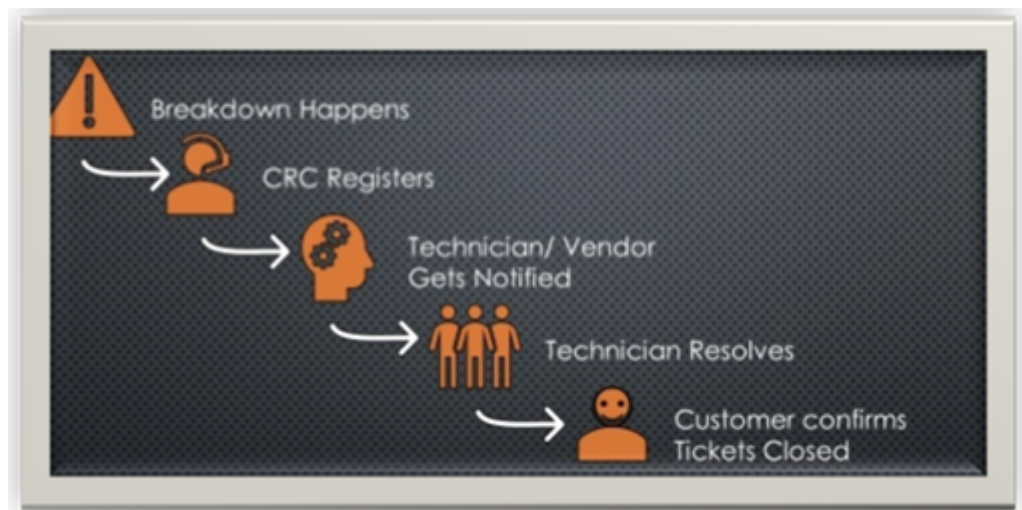 Breakdown Happens
CRC Registers
Technician/ Vendor
Gets Notified
Technician Resolves
Customer confirms
Tickets Closed